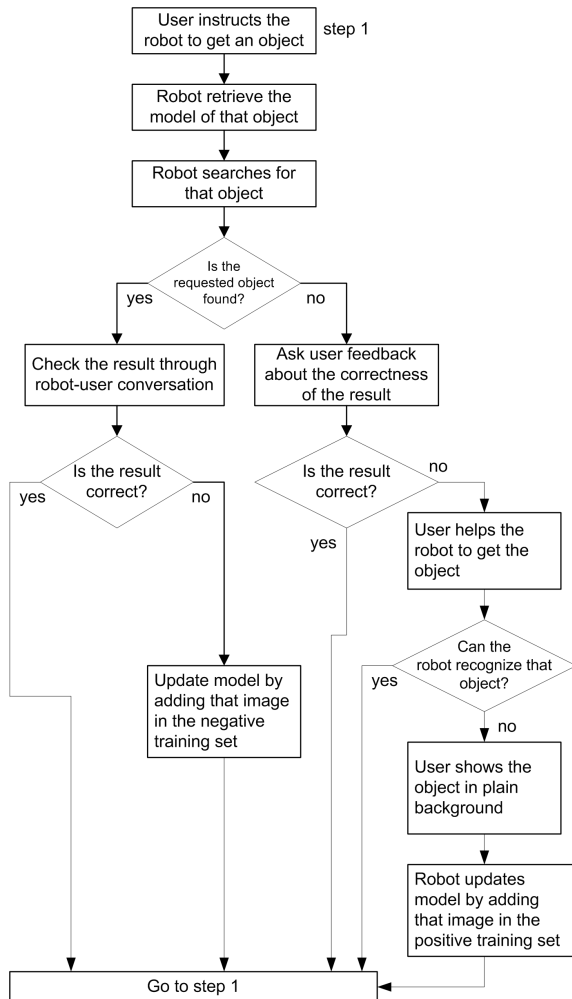 User instructs the
robot to get an object
step 1
Robot retrieve the
model of that object
Robot searches for
that object
Is the
requested object
found?
yes
no
Check the result through
robot-user conversation
Ask user feedback
about the correctness
of the result
Is the result
correct?
yes
no
Is the result
correct?
no
yes
User helps the
robot to get the
object
Can the
robot recognize that
object?
yes
no
Update model by
adding that image
in the negative
training set
User shows the
object in plain
background
Robot updates
model by adding
that image in the
positive training set
Go to step 1